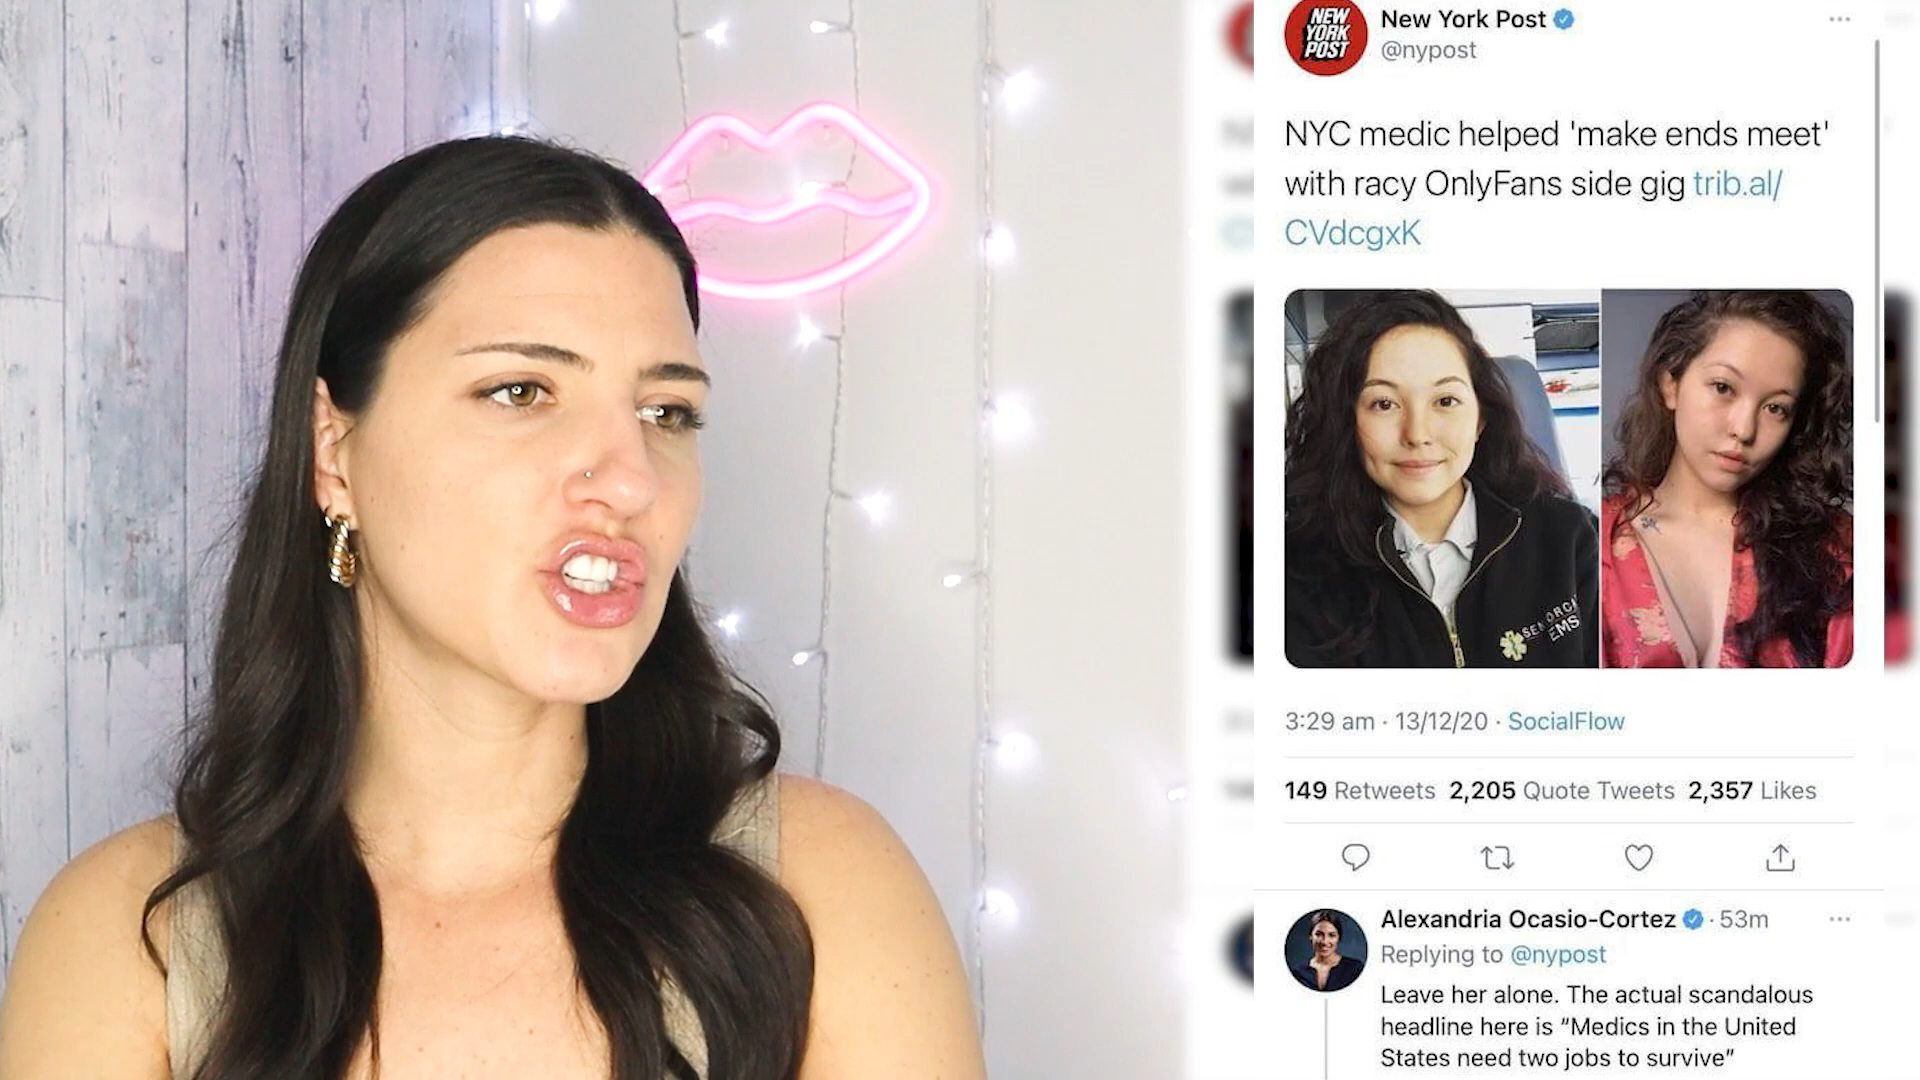 NEW
YORK
POST
New York Post
@nypost
NYC medic helped 'make ends meet'
with racy OnlyFans side gig trib.al/
CVdcgxK
EMS
3:29 am · 13/12/20 · SocialFlow
149 Retweets 2,205 Quote Tweets 2,357 Likes
Alexandria Ocasio-Cortez · 53m
Replying to @nypost
Leave her alone. The actual scandalous
headline here is “Medics in the United
States need two jobs to survive”